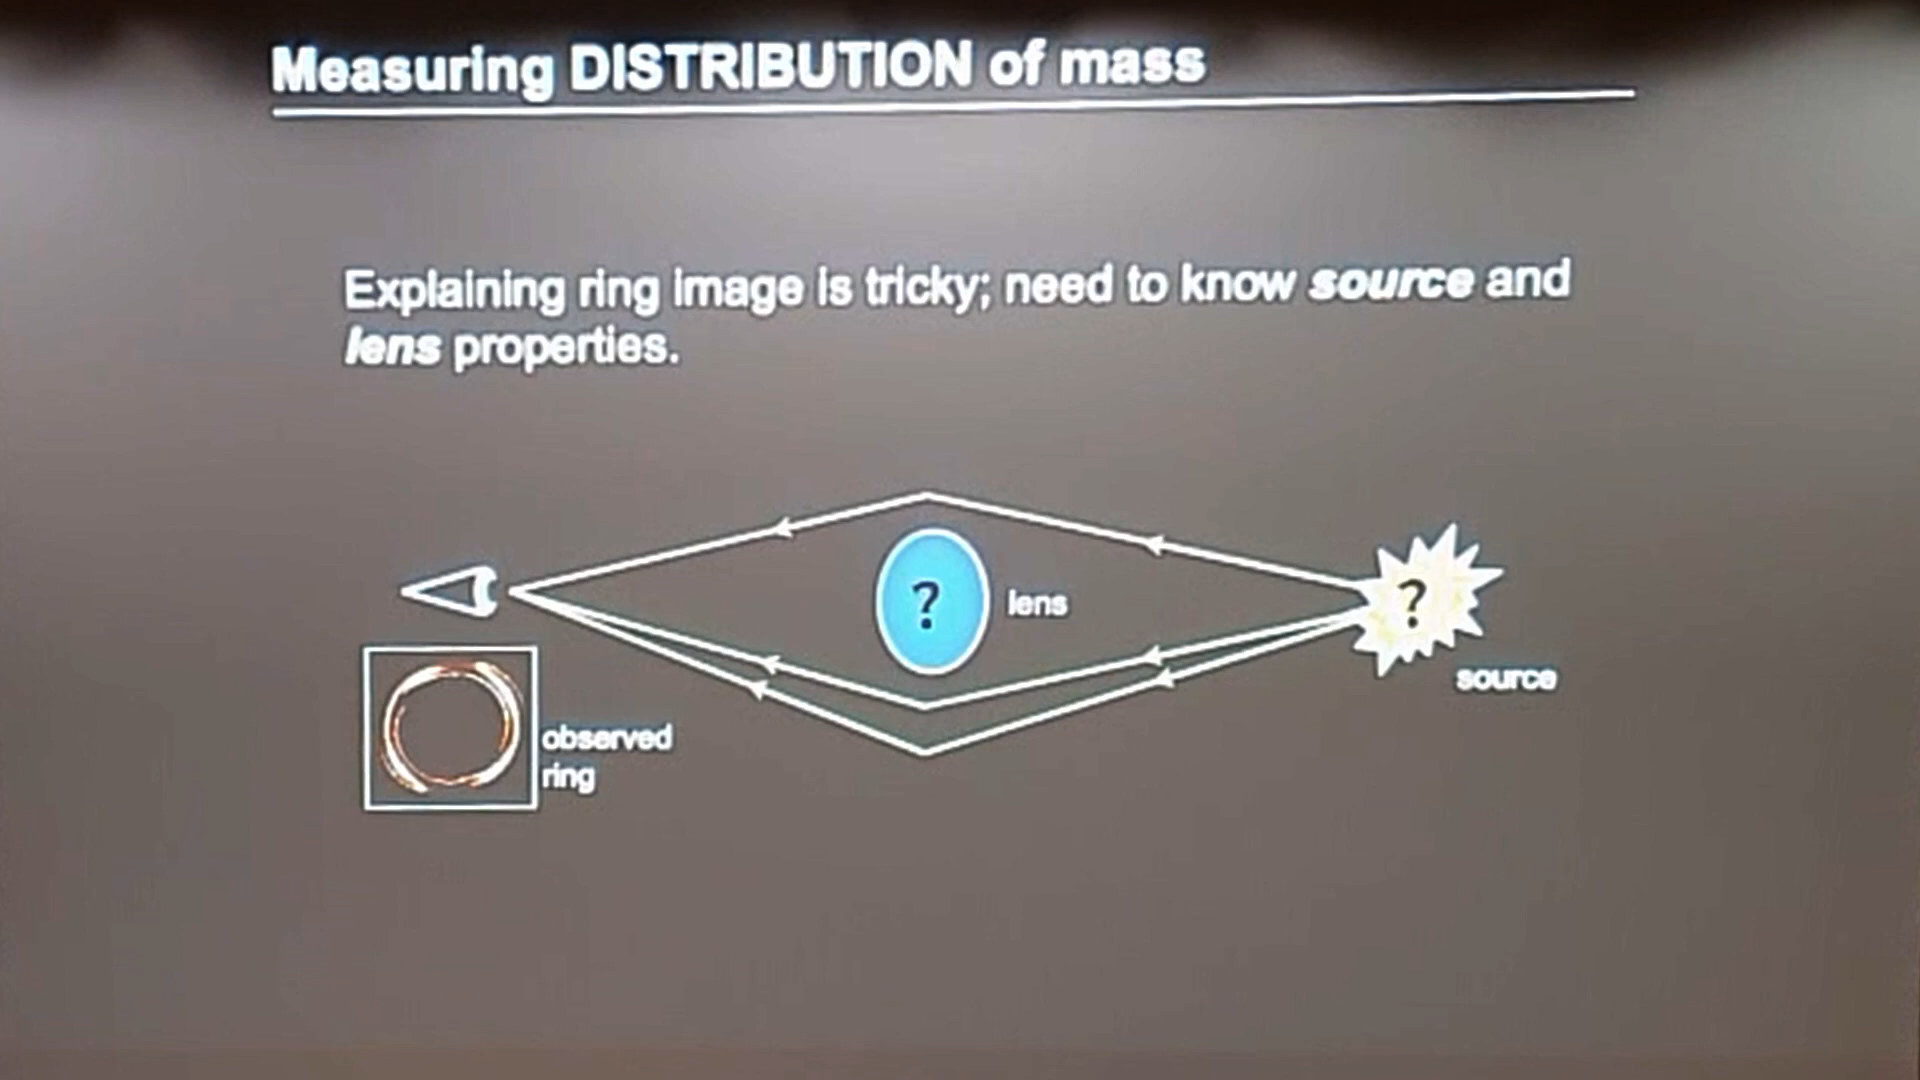 Measuring DISTRIBUTION of mass
Explaining ring image is tricky; need to know source and
lens properties.
?
lens
?
source
observed
ring